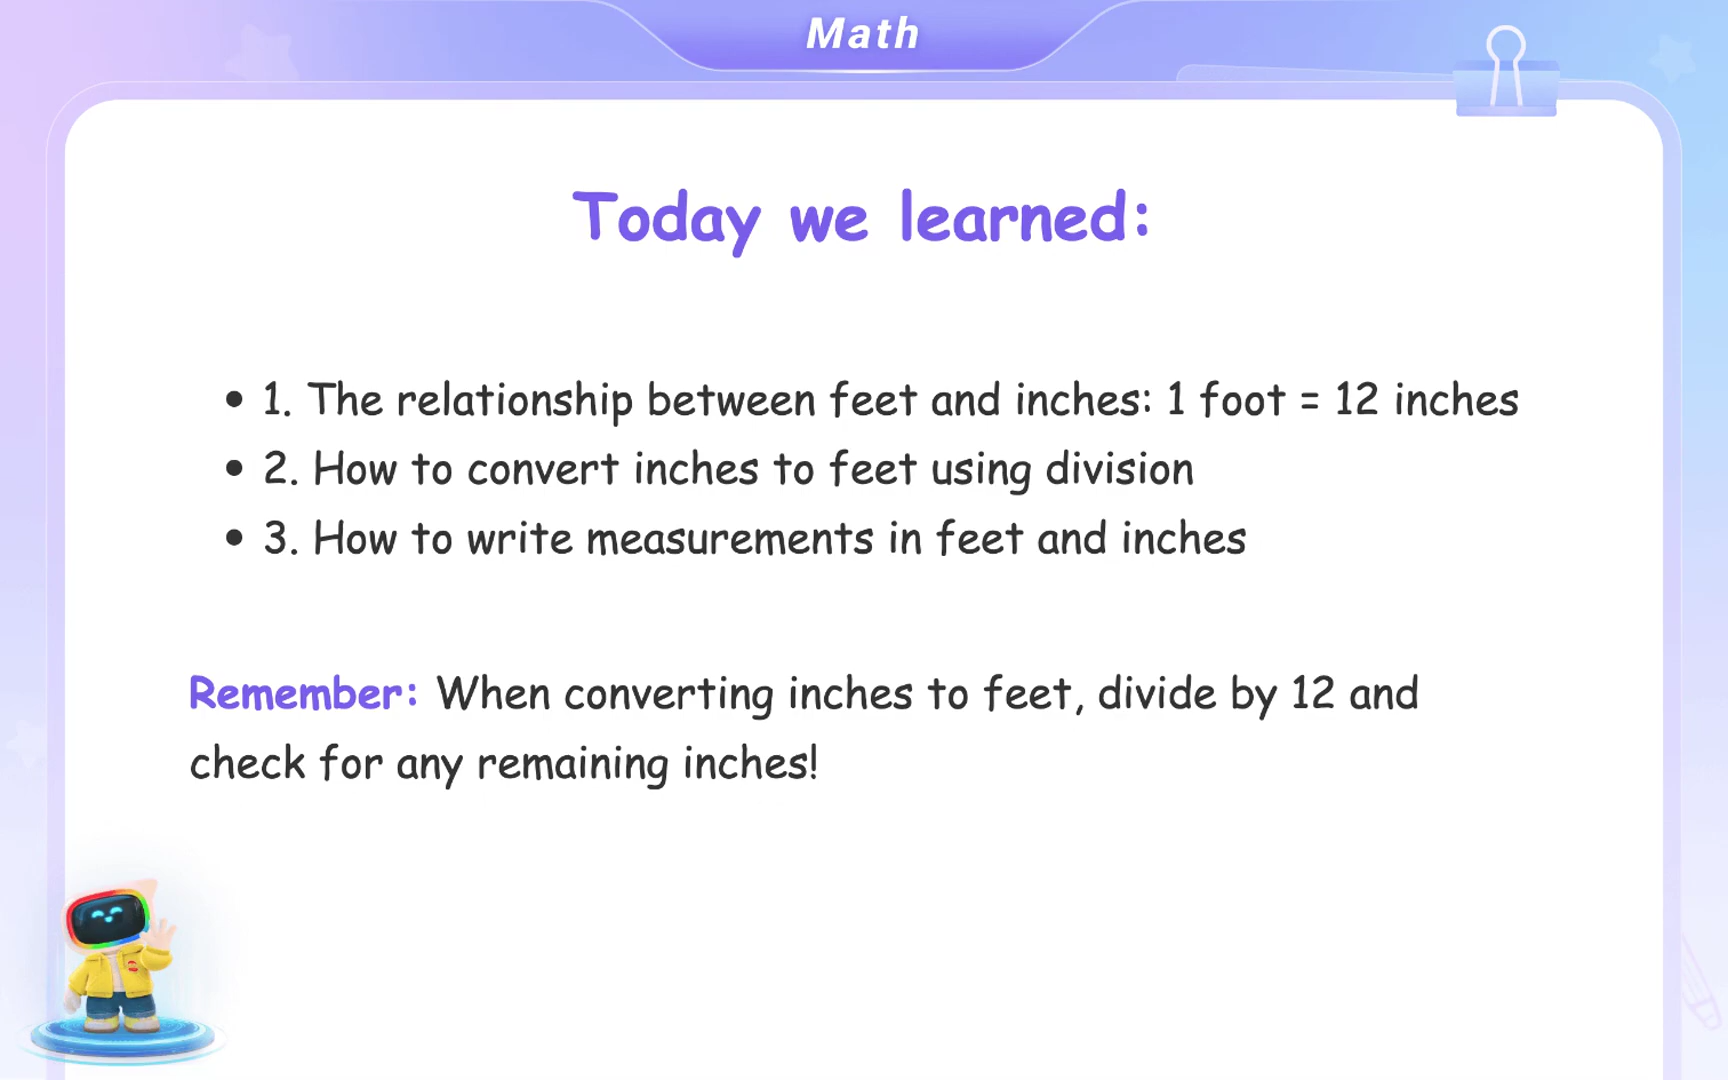 Math
Today we learned:
• 1. The relationship between feet and inches: 1 foot = 12 inches
• 2. How to convert inches to feet using division
• 3. How to write measurements in feet and inches
Remember: When converting inches to feet, divide by 12 and
check for any remaining inches!